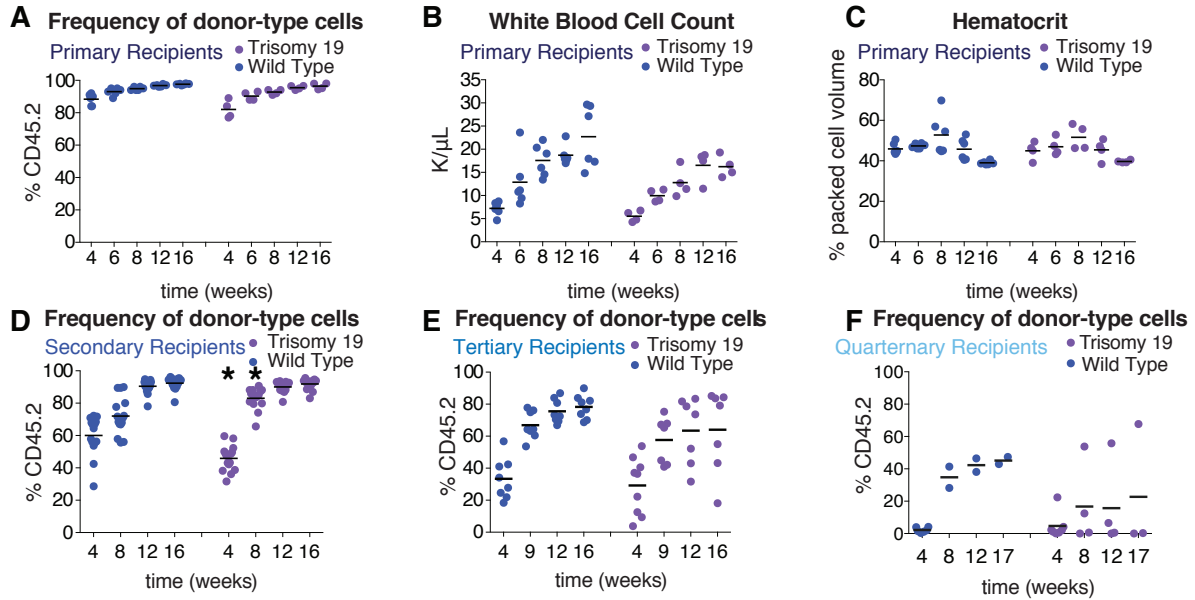 A Frequency of donor-type cells
Primary Recipients
Trisomy 19
Wild Type
% CD45.2
100
80
60
40
20
0
4 6 8 12 16 4 6 8 12 16
time (weeks)
B White Blood Cell Count
Primary Recipients
Trisomy 19
Wild Type
K/µL
35
30
25
20
15
10
5
0
4 6 8 12 16 4 6 8 12 16
time (weeks)
C Hematocrit
Primary Recipients
Trisomy 19
Wild Type
% packed cell volume
80
60
40
20
0
4 6 8 12 16 4 6 8 12 16
time (weeks)
D Frequency of donor-type cells
Secondary Recipients
Trisomy 19
Wild Type
% CD45.2
100
80
60
40
20
0
* *
4 8 12 16 4 8 12 16
time (weeks)
E Frequency of donor-type cells
Tertiary Recipients
Trisomy 19
Wild Type
% CD45.2
100
80
60
40
20
0
4 9 12 16 4 9 12 16
time (weeks)
F Frequency of donor-type cells
Quarternary Recipients
Trisomy 19
Wild Type
% CD45.2
100
80
60
40
20
0
4 8 12 17 4 8 12 17
time (weeks)